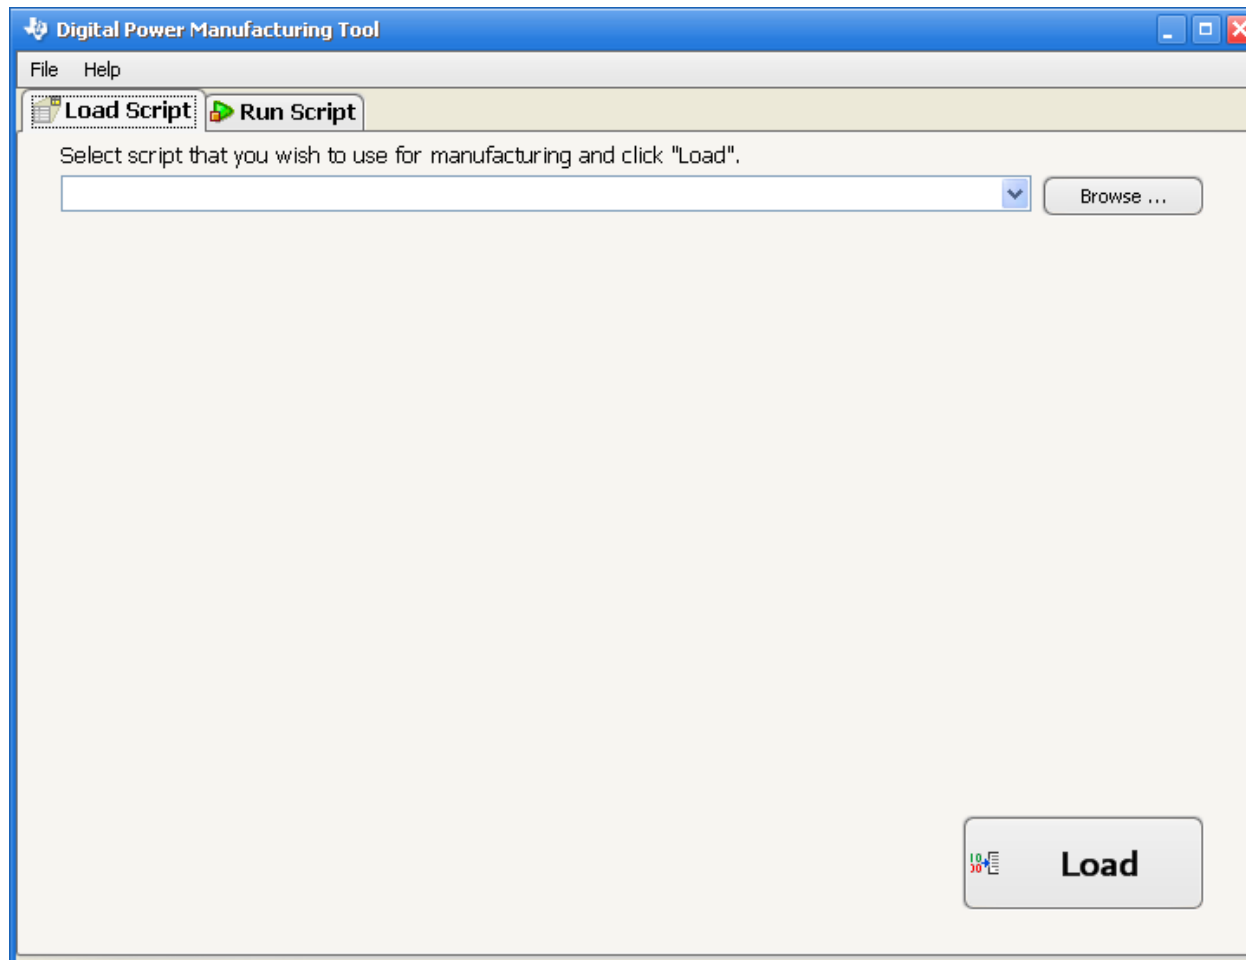 Digital Power Manufacturing Tool
File Help
Load Script Run Script
Select script that you wish to use for manufacturing and click "Load".
Browse ...
Load